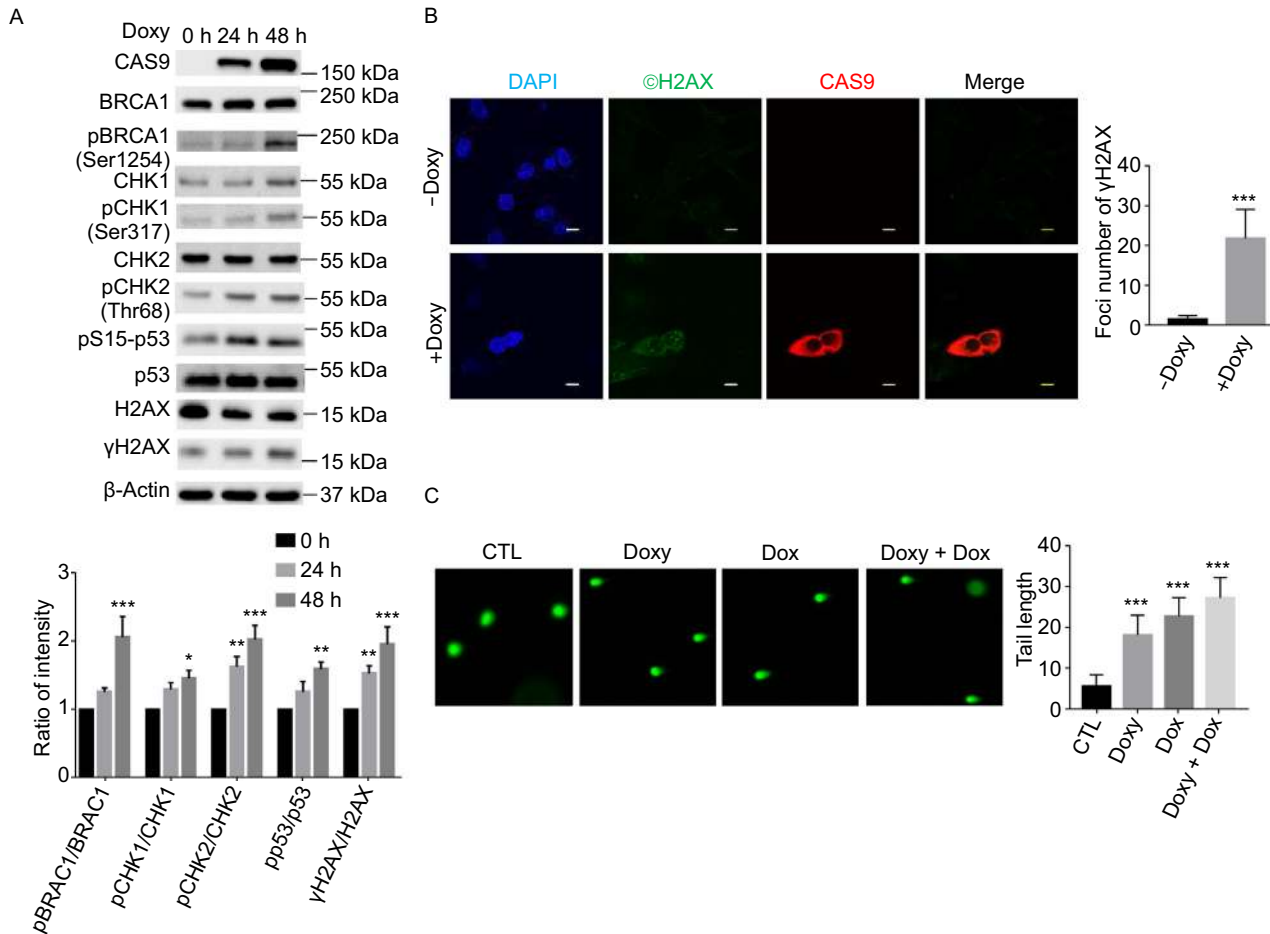 A
Doxy 0 h 24 h 48 h
CAS9
150 kDa
BRCA1
250 kDa
pBRCA1
(Ser1254)
250 kDa
CHK1
55 kDa
pCHK1
(Ser317)
55 kDa
CHK2
55 kDa
pCHK2
(Thr68)
55 kDa
pS15-p53
55 kDa
p53
55 kDa
H2AX
15 kDa
γH2AX
15 kDa
β-Actin
37 kDa
0 h
24 h
48 h
Ratio of intensity
3
2
1
0
***
*
**
***
**
**
***
pBRAC1/BRAC1
pCHK1/CHK1
pCHK2/CHK2
pp53/p53
γH2AX/H2AX
B
DAPI
©H2AX
CAS9
Merge
−Doxy
+Doxy
Foci number of γH2AX
40
30
20
10
0
***
−Doxy
+Doxy
C
CTL
Doxy
Dox
Doxy + Dox
Tail length
40
30
20
10
0
***
***
***
CTL
Doxy
Dox
Doxy + Dox